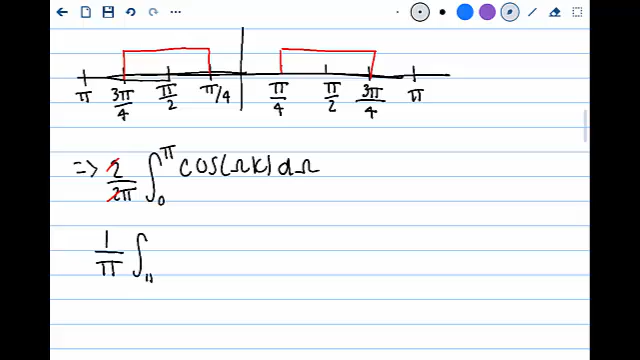 π 3π/4 π/2 π/4 π/4 π/2 3π/4 π
=> 2/2π ∫₀^π cos(Ωk) dΩ
1/π ∫